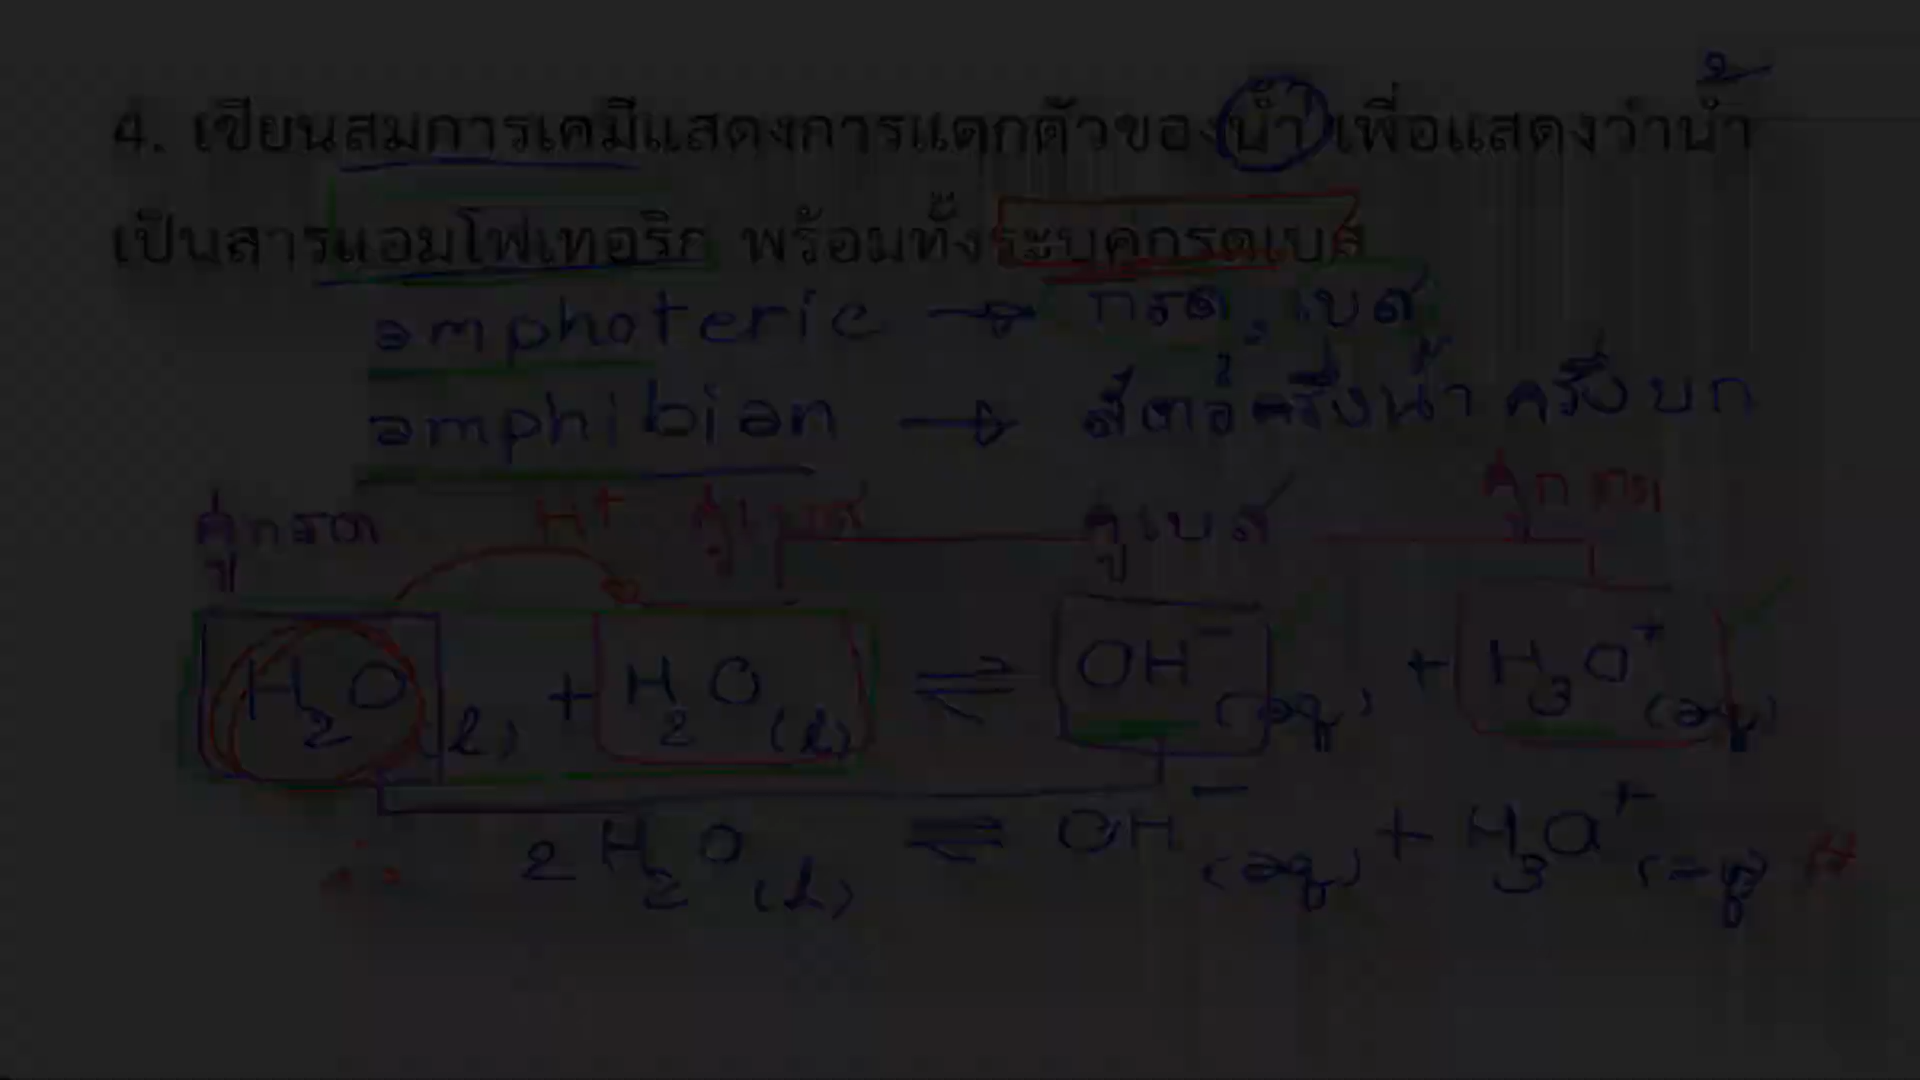 4. เขียนสมการเคมีแสดงการแตกตัวของน้ำ เพื่อแสดงว่าน้ำ
เป็นสารแอมโฟเทอริก พร้อมทั้งระบุคู่กรดเบส
amphoteric → กรด, เบส
amphibian → สัตว์ครึ่งน้ำ ครึ่งบก
คู่กรด H⁺ คู่เบส คู่เบส คู่กรด
H₂O(l) + H₂O(l) ⇌ OH⁻(aq) + H₃O⁺(aq)
2H₂O(l) ⇌ OH⁻(aq) + H₃O⁺(aq)